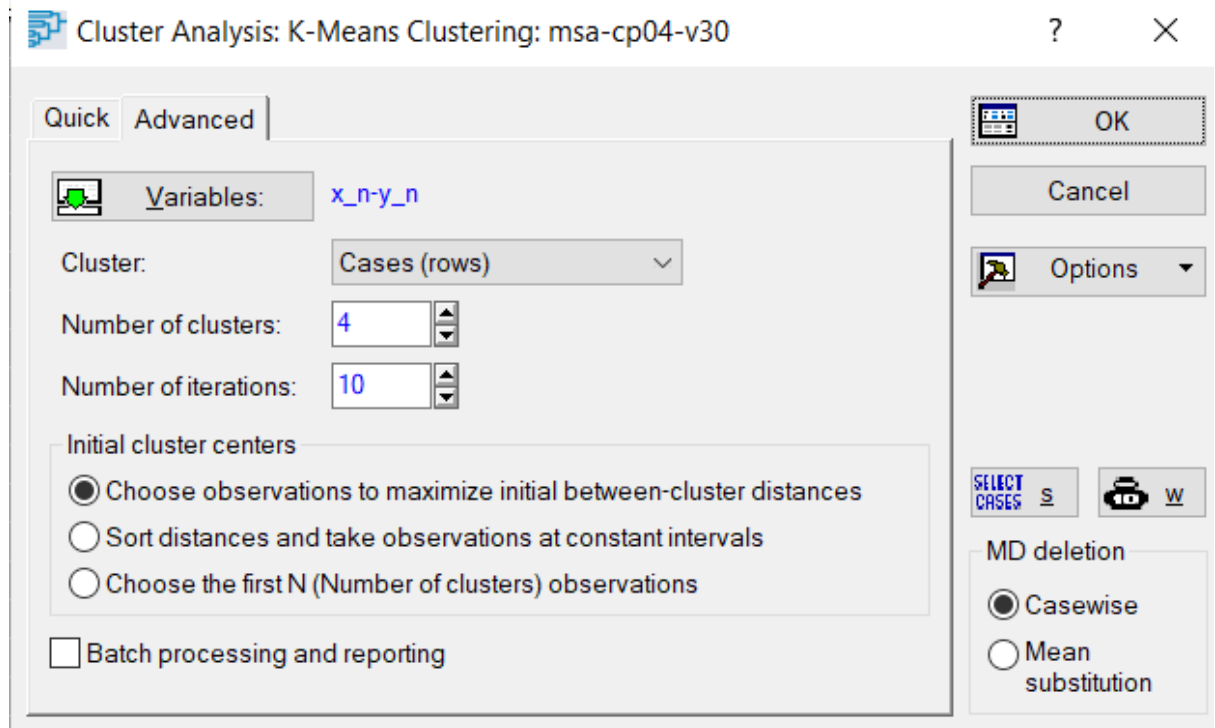 Cluster Analysis: K-Means Clustering: msa-cp04-v30 ?
Quick Advanced
Variables: x_n-y_n
Cluster: Cases (rows)
Number of clusters: 4
Number of iterations: 10
Initial cluster centers
Choose observations to maximize initial between-cluster distances
Sort distances and take observations at constant intervals
Choose the first N (Number of clusters) observations
Batch processing and reporting
OK
Cancel
Options
SELECT
CASES S W
MD deletion
Casewise
Mean
substitution